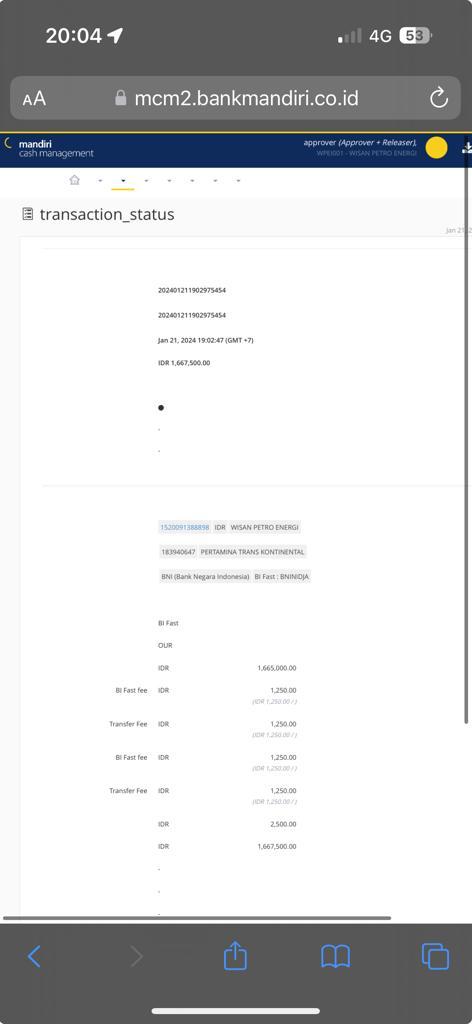 20:04
4G 53
AA mcm2.bankmandiri.co.id
mandiri
cash management
approver (Approver + Releaser),
WPEI001 - WISAN PETRO ENERGI
transaction_status
Jan 21, 2
202401211902975454
202401211902975454
Jan 21, 2024 19:02:47 (GMT +7)
IDR 1,667,500.00
-
-
1520091388898 IDR WISAN PETRO ENERGI
183940647 PERTAMINA TRANS KONTINENTAL
BNI (Bank Negara Indonesia) BI Fast : BNINIDJA
BI Fast
OUR
IDR 1,665,000.00
BI Fast fee IDR 1,250.00
(IDR 1,250.00 / )
Transfer Fee IDR 1,250.00
(IDR 1,250.00 / )
BI Fast fee IDR 1,250.00
(IDR 1,250.00 / )
Transfer Fee IDR 1,250.00
(IDR 1,250.00 / )
IDR 2,500.00
IDR 1,667,500.00
-
-
-